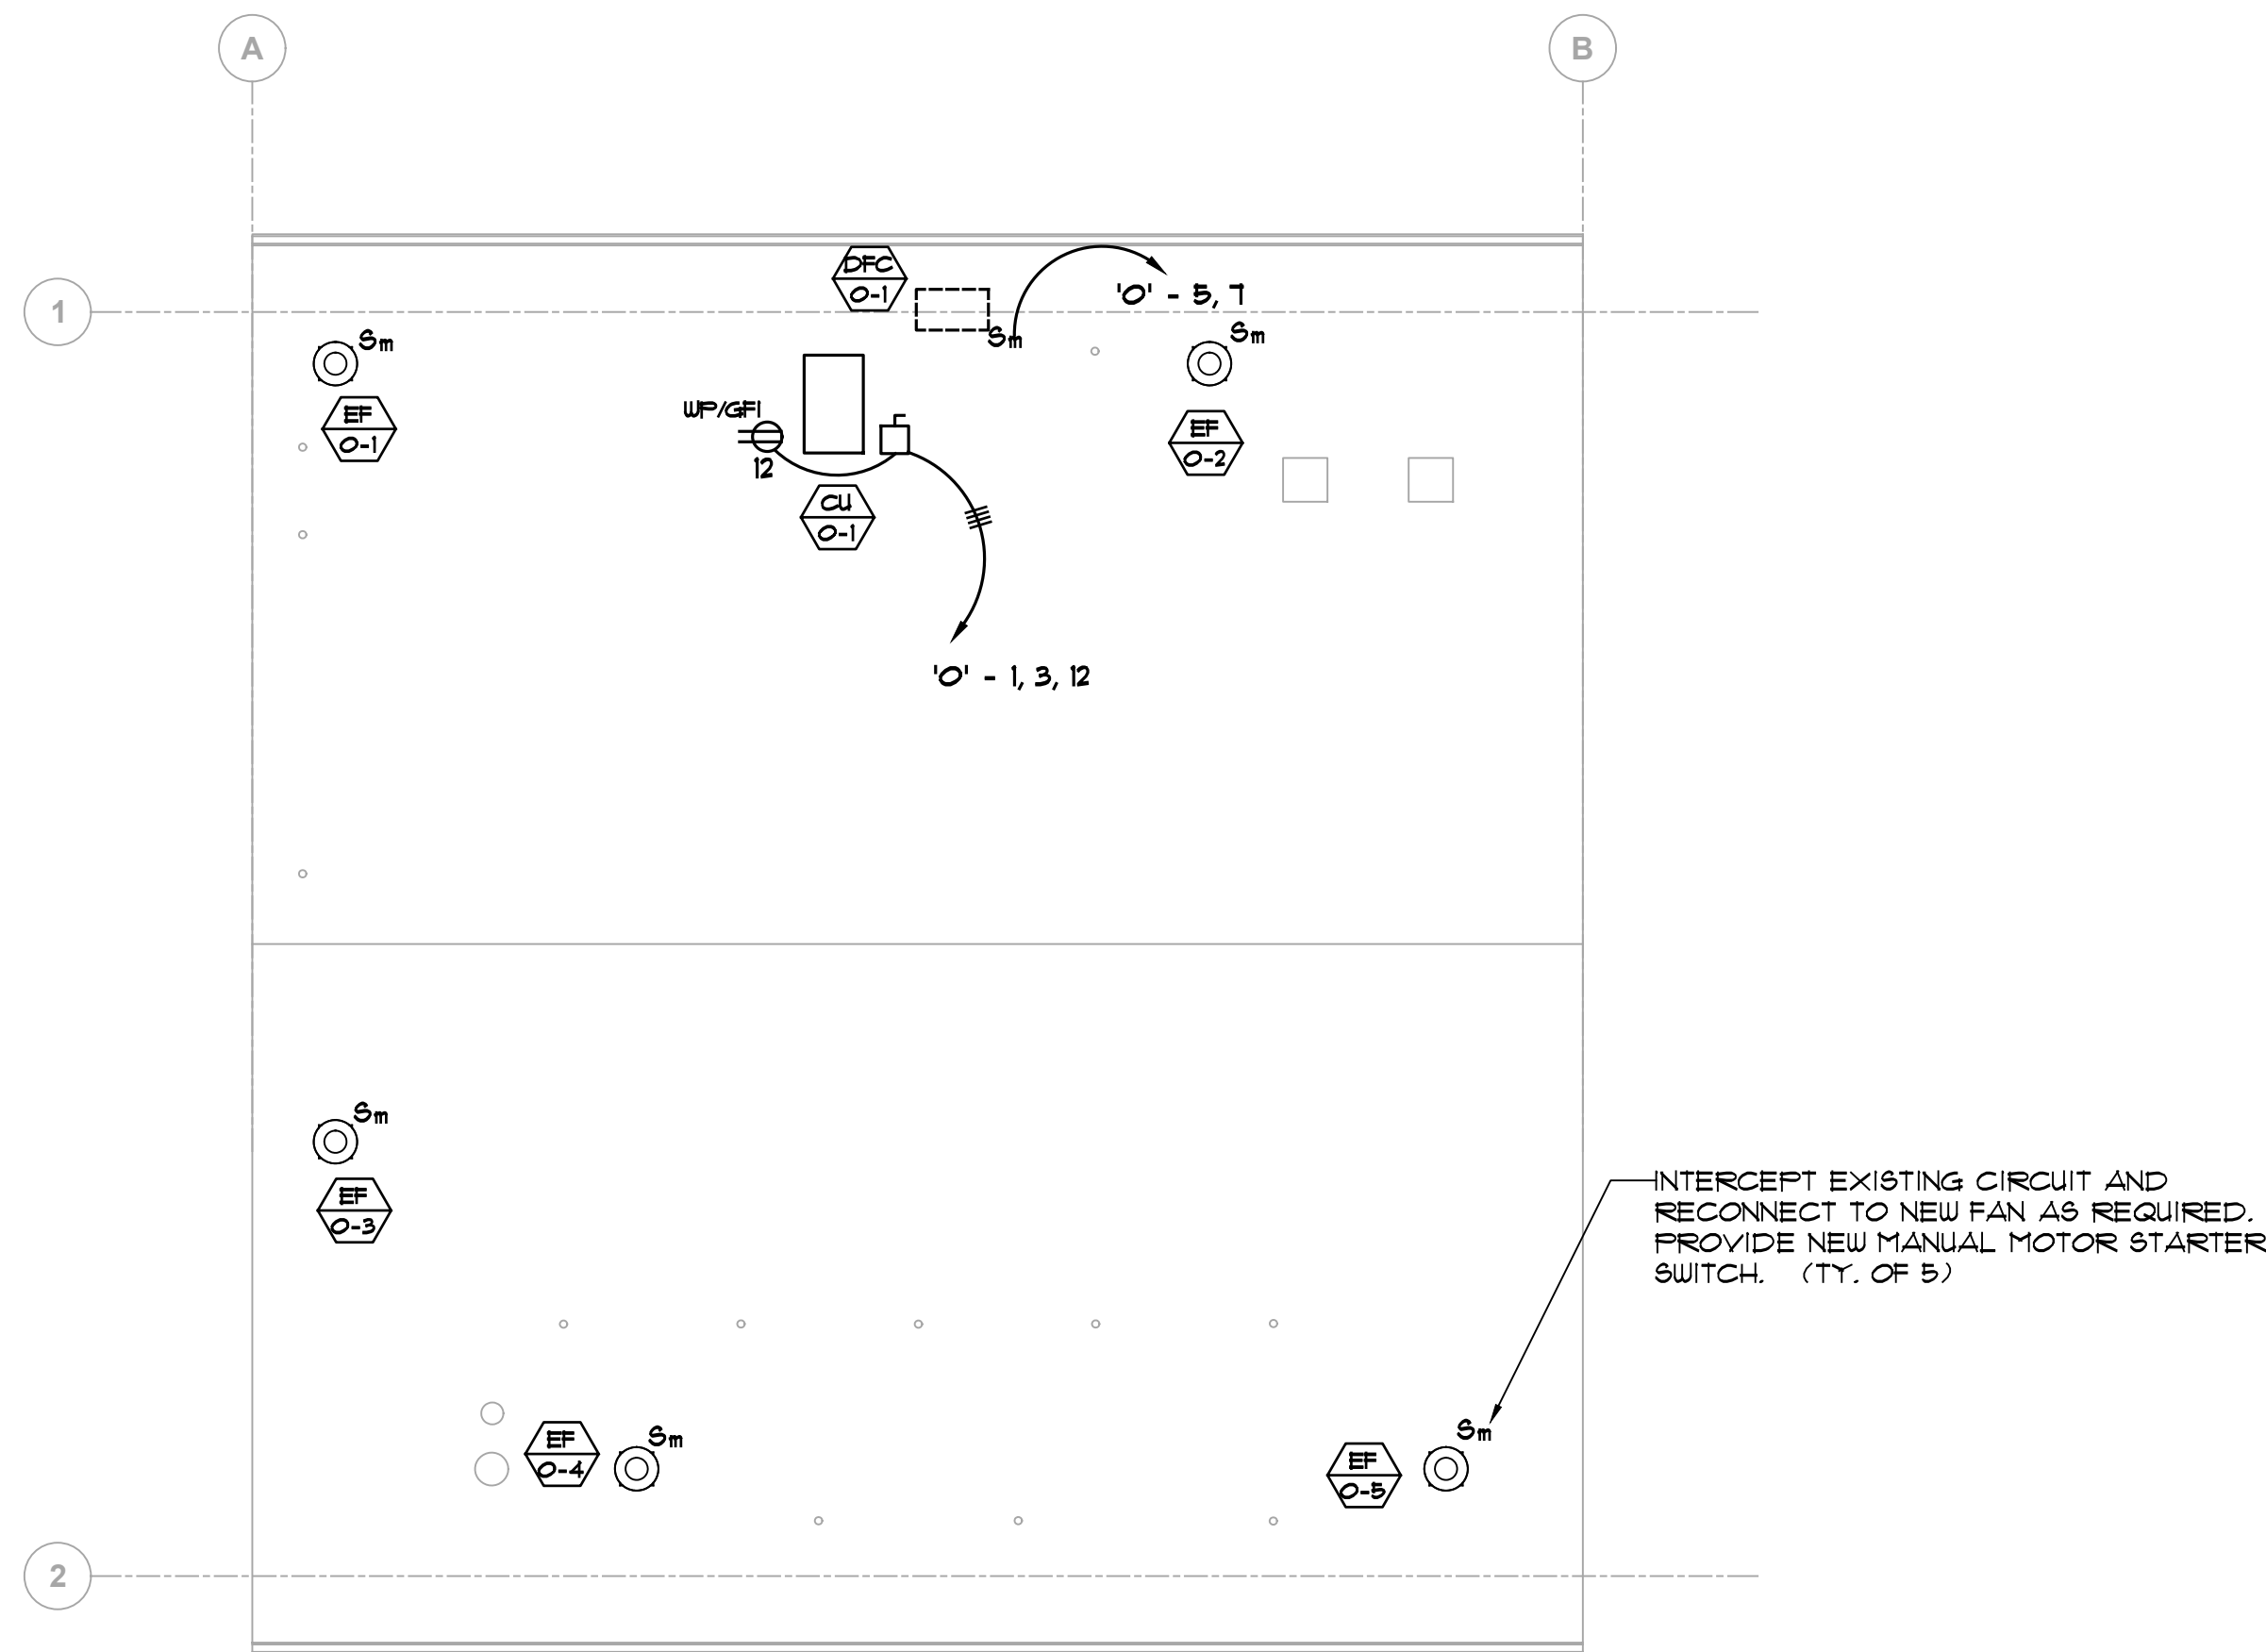 A
B
DFC
O-1
'O' - 5, 7
1
Sm
Sm
Sm
EF
O-1
WP/GFI
12
EF
O-2
CU
O-1
'O' - 1, 3, 12
Sm
EF
O-3
INTERCEPT EXISTING CIRCUIT AND
RECONNECT TO NEW FAN AS REQUIRED.
PROVIDE NEW MANUAL MOTOR STARTER
SWITCH. (TY. OF 5)
EF
O-4
Sm
EF
O-5
Sm
2